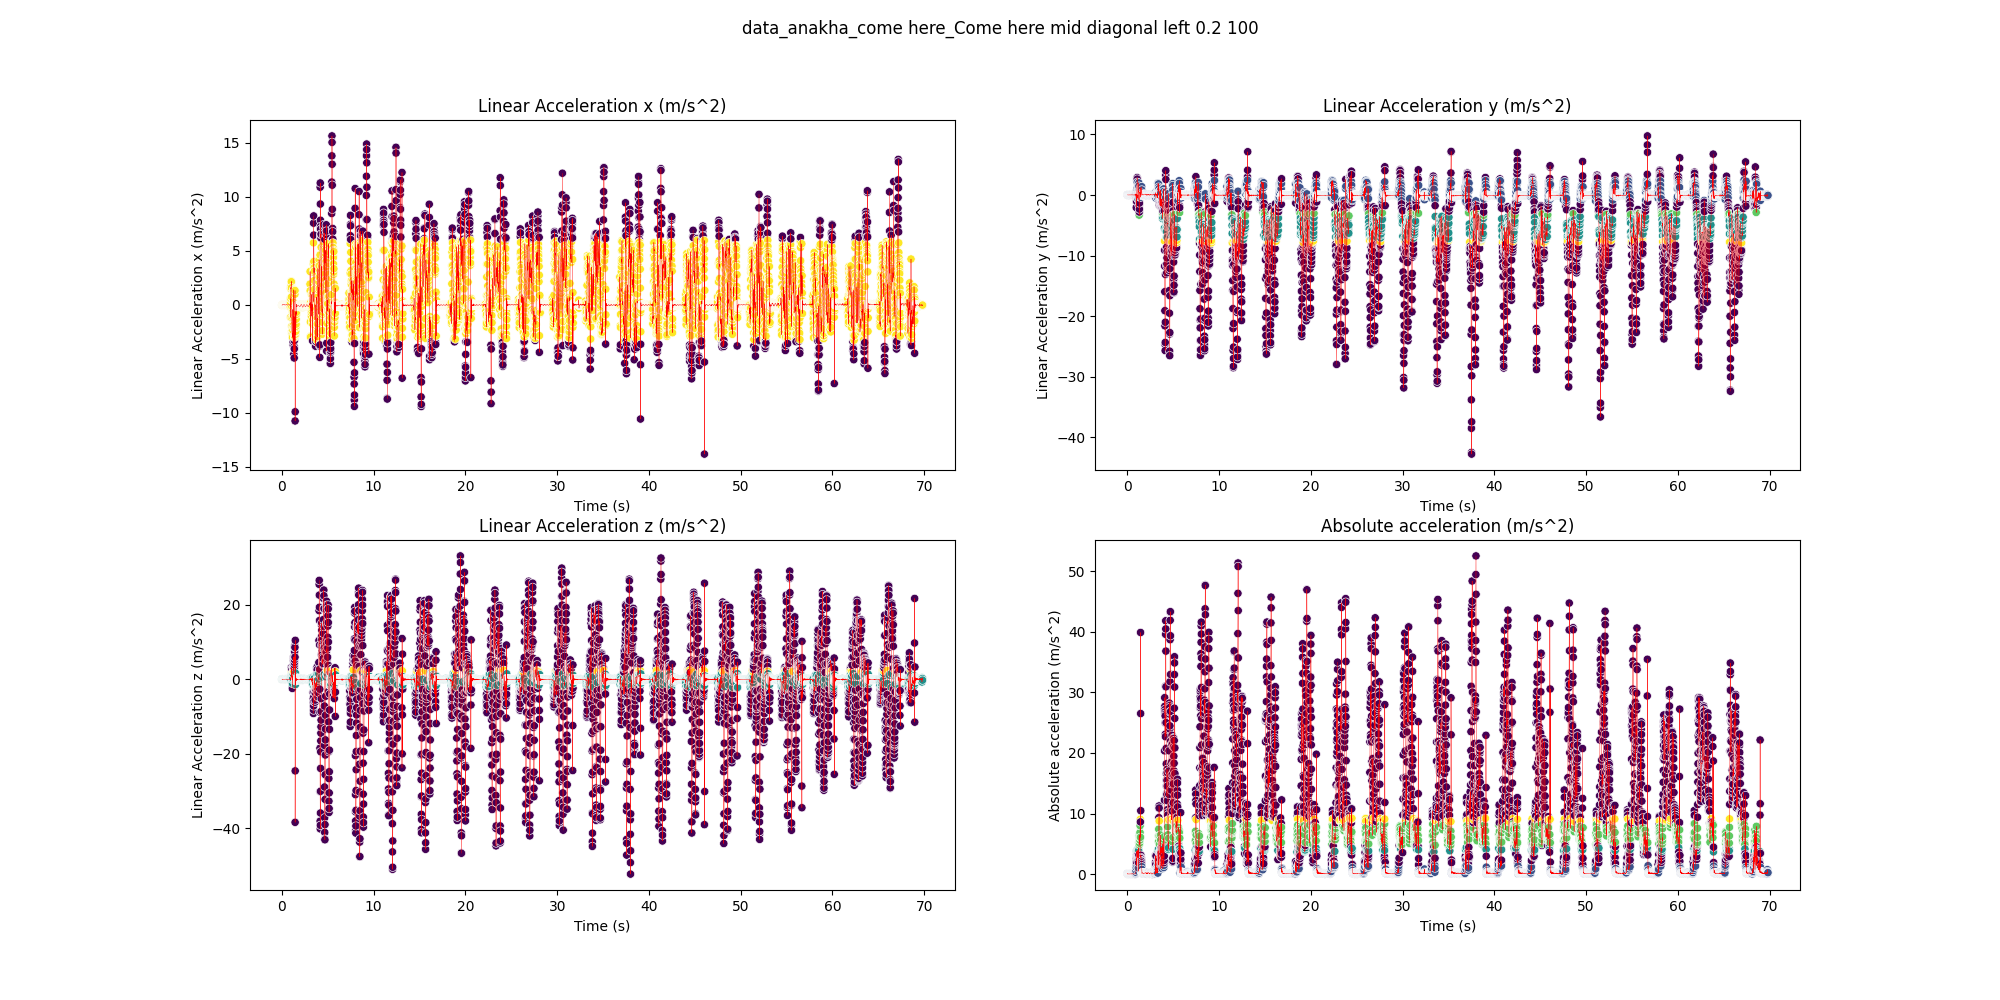 data_anakha_come here_Come here mid diagonal left 0.2 100
Linear Acceleration x (m/s^2)
Linear Acceleration x (m/s^2)
15
10
5
0
−5
−10
−15
0 10 20 30 40 50 60 70
Time (s)
Linear Acceleration y (m/s^2)
Linear Acceleration y (m/s^2)
10
0
−10
−20
−30
−40
0 10 20 30 40 50 60 70
Time (s)
Linear Acceleration z (m/s^2)
Linear Acceleration z (m/s^2)
20
0
−20
−40
0 10 20 30 40 50 60 70
Time (s)
Absolute acceleration (m/s^2)
Absolute acceleration (m/s^2)
50
40
30
20
10
0
0 10 20 30 40 50 60 70
Time (s)